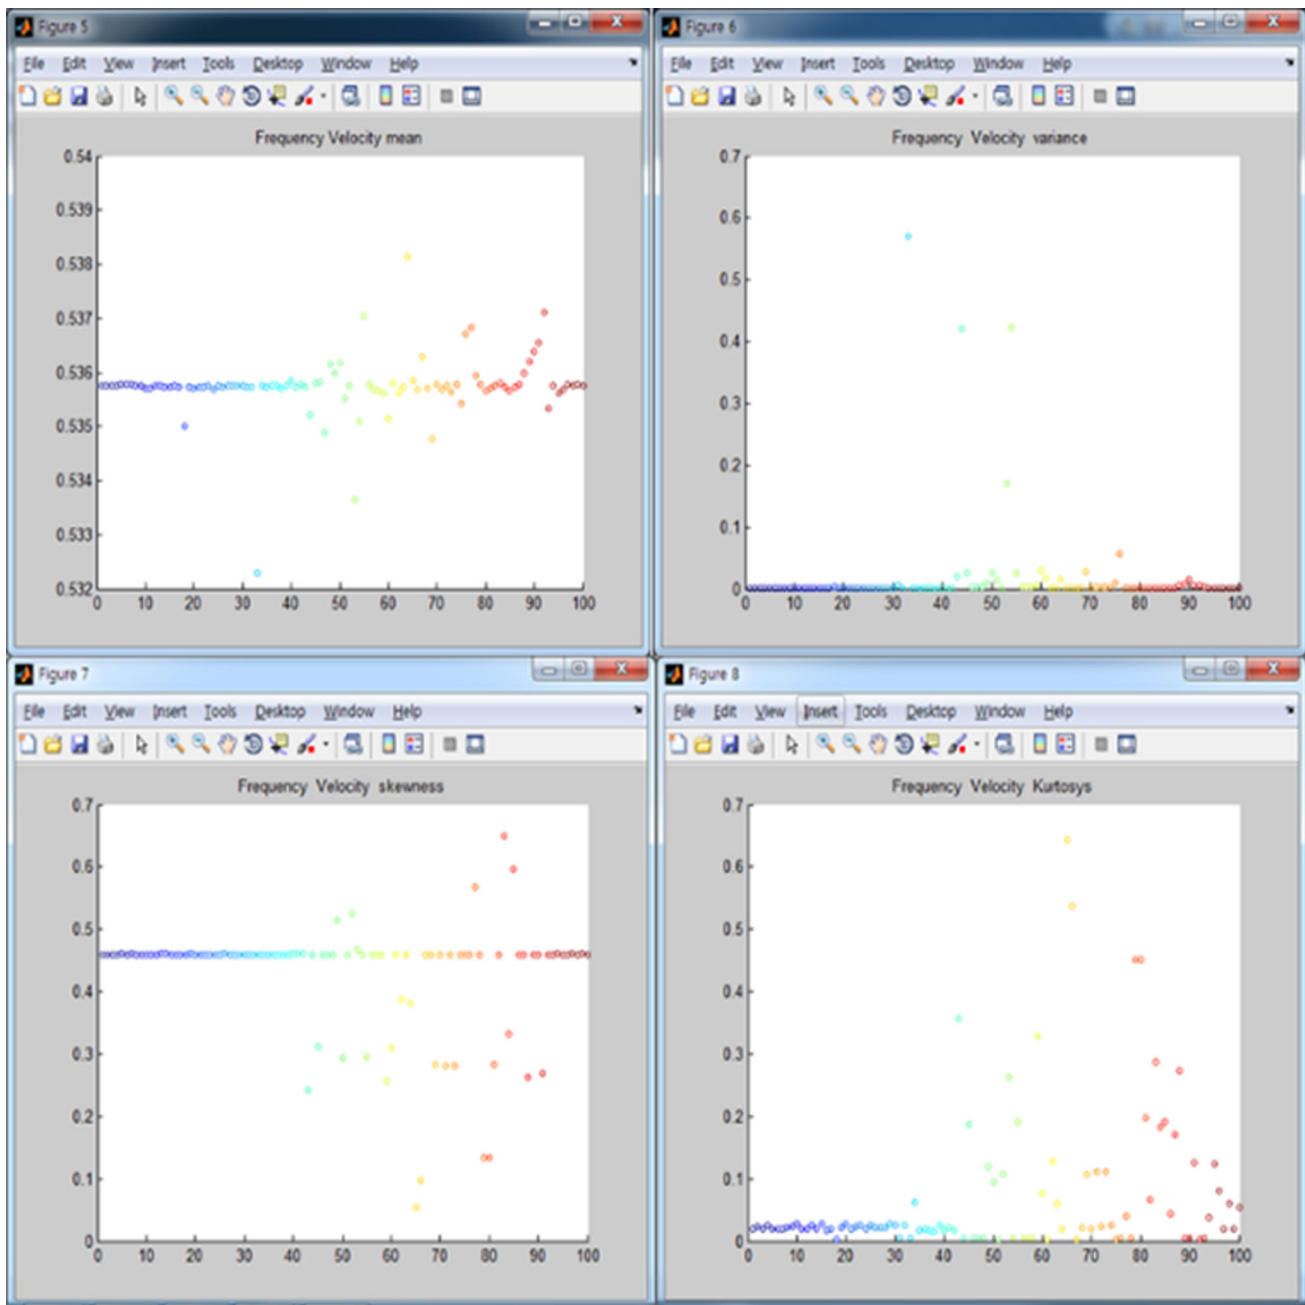 Figure 5
File Edit View Insert Tools Desktop Window Help
Frequency Velocity mean
0.54
0.539
0.538
0.537
0.536
0.535
0.534
0.533
0.532
0 10 20 30 40 50 60 70 80 90 100
Figure 6
File Edit View Insert Tools Desktop Window Help
Frequency Velocity variance
0.7
0.6
0.5
0.4
0.3
0.2
0.1
0
0 10 20 30 40 50 60 70 80 90 100
Figure 7
File Edit View Insert Tools Desktop Window Help
Frequency Velocity skewness
0.7
0.6
0.5
0.4
0.3
0.2
0.1
0
0 10 20 30 40 50 60 70 80 90 100
Figure 8
File Edit View Insert Tools Desktop Window Help
Frequency Velocity Kurtosys
0.7
0.6
0.5
0.4
0.3
0.2
0.1
0
0 10 20 30 40 50 60 70 80 90 100